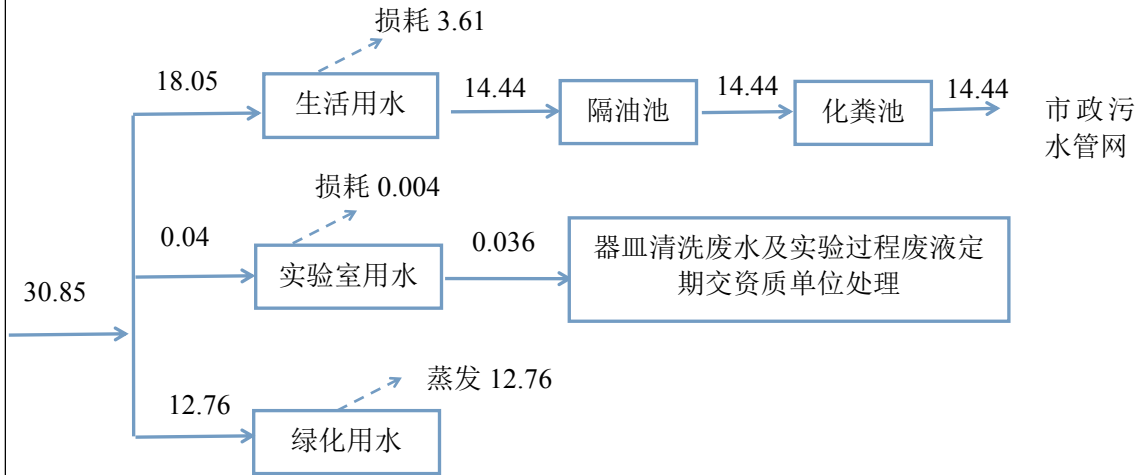 损耗 3.61
18.05
生活用水
14.44
隔油池
14.44
化粪池
14.44
市政污
水管网
损耗 0.004
0.04
实验室用水
0.036
器皿清洗废水及实验过程废液定
期交资质单位处理
30.85
蒸发 12.76
12.76
绿化用水